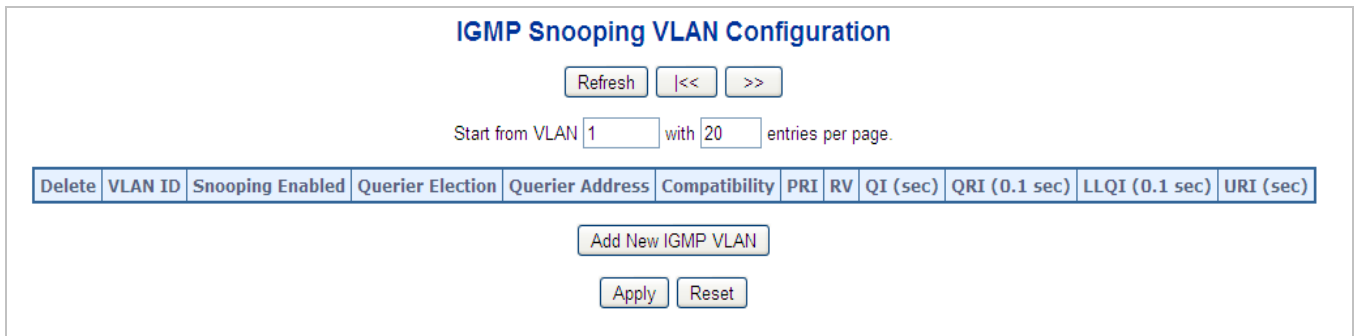 IGMP Snooping VLAN Configuration
Refresh |<< >>
Start from VLAN 1 with 20 entries per page.
Delete VLAN ID Snooping Enabled Querier Election Querier Address Compatibility PRI RV QI (sec) QRI (0.1 sec) LLQI (0.1 sec) URI (sec)
Add New IGMP VLAN
Apply Reset